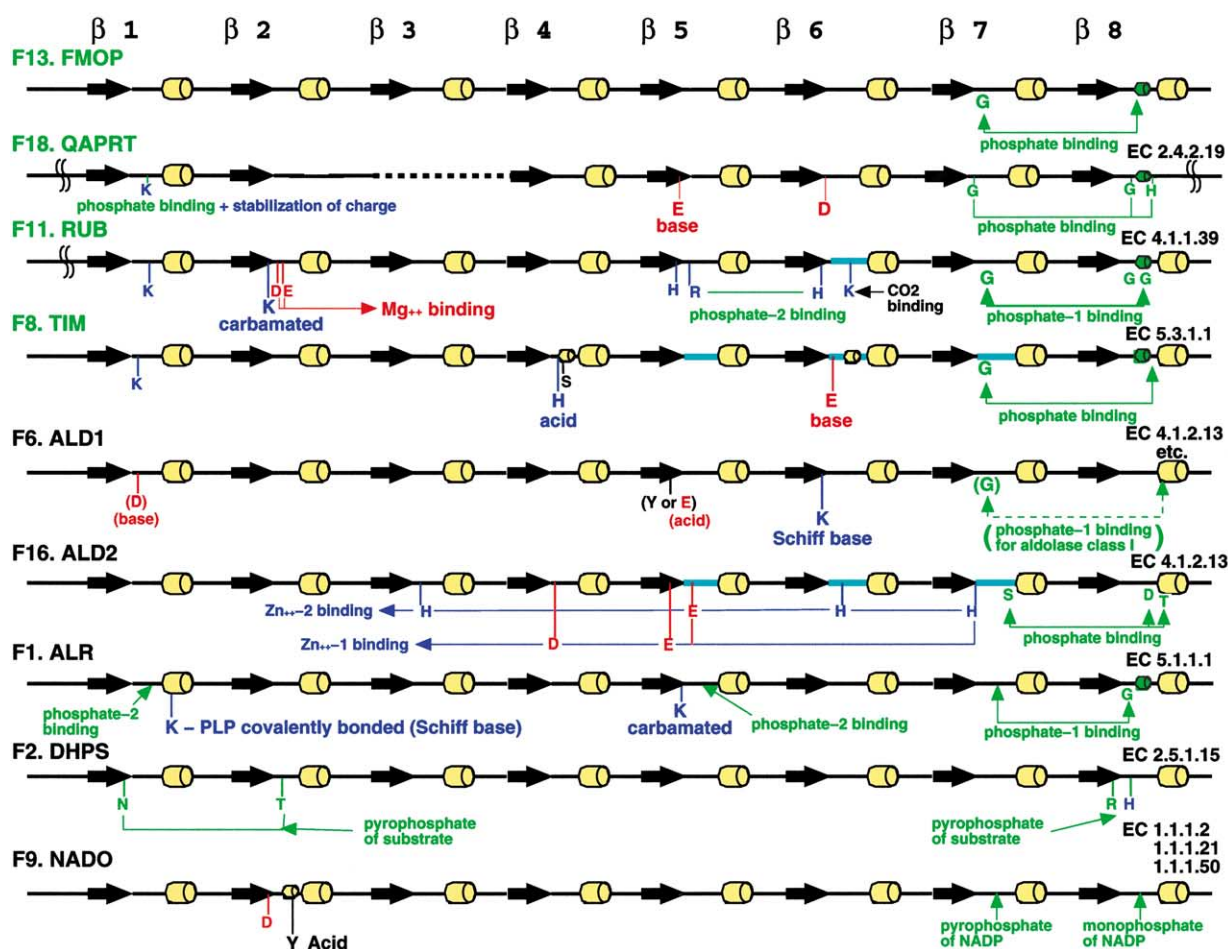 β 1 β 2 β 3 β 4 β 5 β 6 β 7 β 8
F13. FMOP
G
phosphate binding
F18. QAPRT
EC 2.4.2.19
K
phosphate binding + stabilization of charge
E
base
D
G G H
phosphate binding
F11. RUB
EC 4.1.1.39
K
D E
K
carbamated
Mg++ binding
H R H
phosphate-2 binding
K
CO2
binding
G G G
phosphate-1 binding
F8. TIM
EC 5.3.1.1
K
S
H
acid
E
base
G
phosphate binding
F6. ALD1
EC 4.1.2.13
etc.
(D)
(base)
(Y or E)
(acid)
K
Schiff base
(G)
(phosphate-1 binding
for aldolase class I)
F16. ALD2
EC 4.1.2.13
Zn++-2 binding H E H H
S D T
phosphate binding
Zn++-1 binding D E
F1. ALR
EC 5.1.1.1
phosphate-2
binding
K - PLP covalently bonded (Schiff base)
K
carbamated
phosphate-2 binding
G
phosphate-1 binding
F2. DHPS
EC 2.5.1.15
N T
pyrophosphate
of substrate
R H
pyrophosphate
of substrate
F9. NADO
EC 1.1.1.2
1.1.1.21
1.1.1.50
D
Y Acid
pyrophosphate
of NADP
monophosphate
of NADP